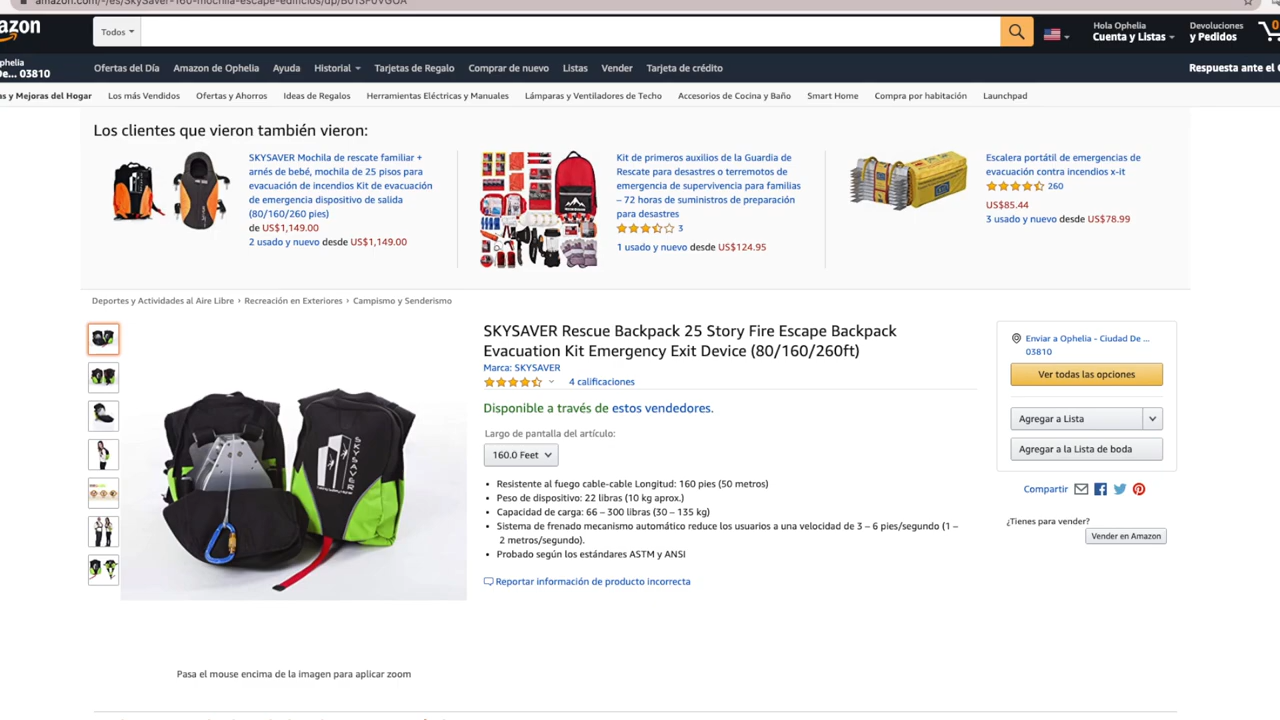 amazon.com/-/es/SkySaver-160-mochila-escape-edificios/dp/B01SP0VGOA
azon
Todos
Hola Ophelia
Cuenta y Listas
Devoluciones
y Pedidos
0
phelia
De... 03810
Ofertas del Día
Amazon de Ophelia
Ayuda
Historial
Tarjetas de Regalo
Comprar de nuevo
Listas
Vender
Tarjeta de crédito
Respuesta ante el
as y Mejoras del Hogar
Los más Vendidos
Ofertas y Ahorros
Ideas de Regalos
Herramientas Eléctricas y Manuales
Lámparas y Ventiladores de Techo
Accesorios de Cocina y Baño
Smart Home
Compra por habitación
Launchpad
Los clientes que vieron también vieron:
SKYSAVER Mochila de rescate familiar +
arnés de bebé, mochila de 25 pisos para
evacuación de incendios Kit de evacuación
de emergencia dispositivo de salida
(80/160/260 pies)
de US$1,149.00
2 usado y nuevo desde US$1,149.00
Kit de primeros auxilios de la Guardia de
Rescate para desastres o terremotos de
emergencia de supervivencia para familias
– 72 horas de suministros de preparación
para desastres
3
1 usado y nuevo desde US$124.95
Escalera portátil de emergencias de
evacuación contra incendios x-it
260
US$85.44
3 usado y nuevo desde US$78.99
Deportes y Actividades al Aire Libre › Recreación en Exteriores › Campismo y Senderismo
SKYSAVER
SKYSAVER Rescue Backpack 25 Story Fire Escape Backpack
Evacuation Kit Emergency Exit Device (80/160/260ft)
Marca: SKYSAVER
4 calificaciones
Disponible a través de estos vendedores.
Largo de pantalla del artículo:
160.0 Feet
• Resistente al fuego cable-cable Longitud: 160 pies (50 metros)
• Peso de dispositivo: 22 libras (10 kg aprox.)
• Capacidad de carga: 66 – 300 libras (30 – 135 kg)
• Sistema de frenado mecanismo automático reduce los usuarios a una velocidad de 3 – 6 pies/segundo (1 –
2 metros/segundo).
• Probado según los estándares ASTM y ANSI
Reportar información de producto incorrecta
Enviar a Ophelia - Ciudad De ...
03810
Ver todas las opciones
Agregar a Lista
Agregar a la Lista de boda
Compartir
¿Tienes para vender?
Vender en Amazon
Pasa el mouse encima de la imagen para aplicar zoom